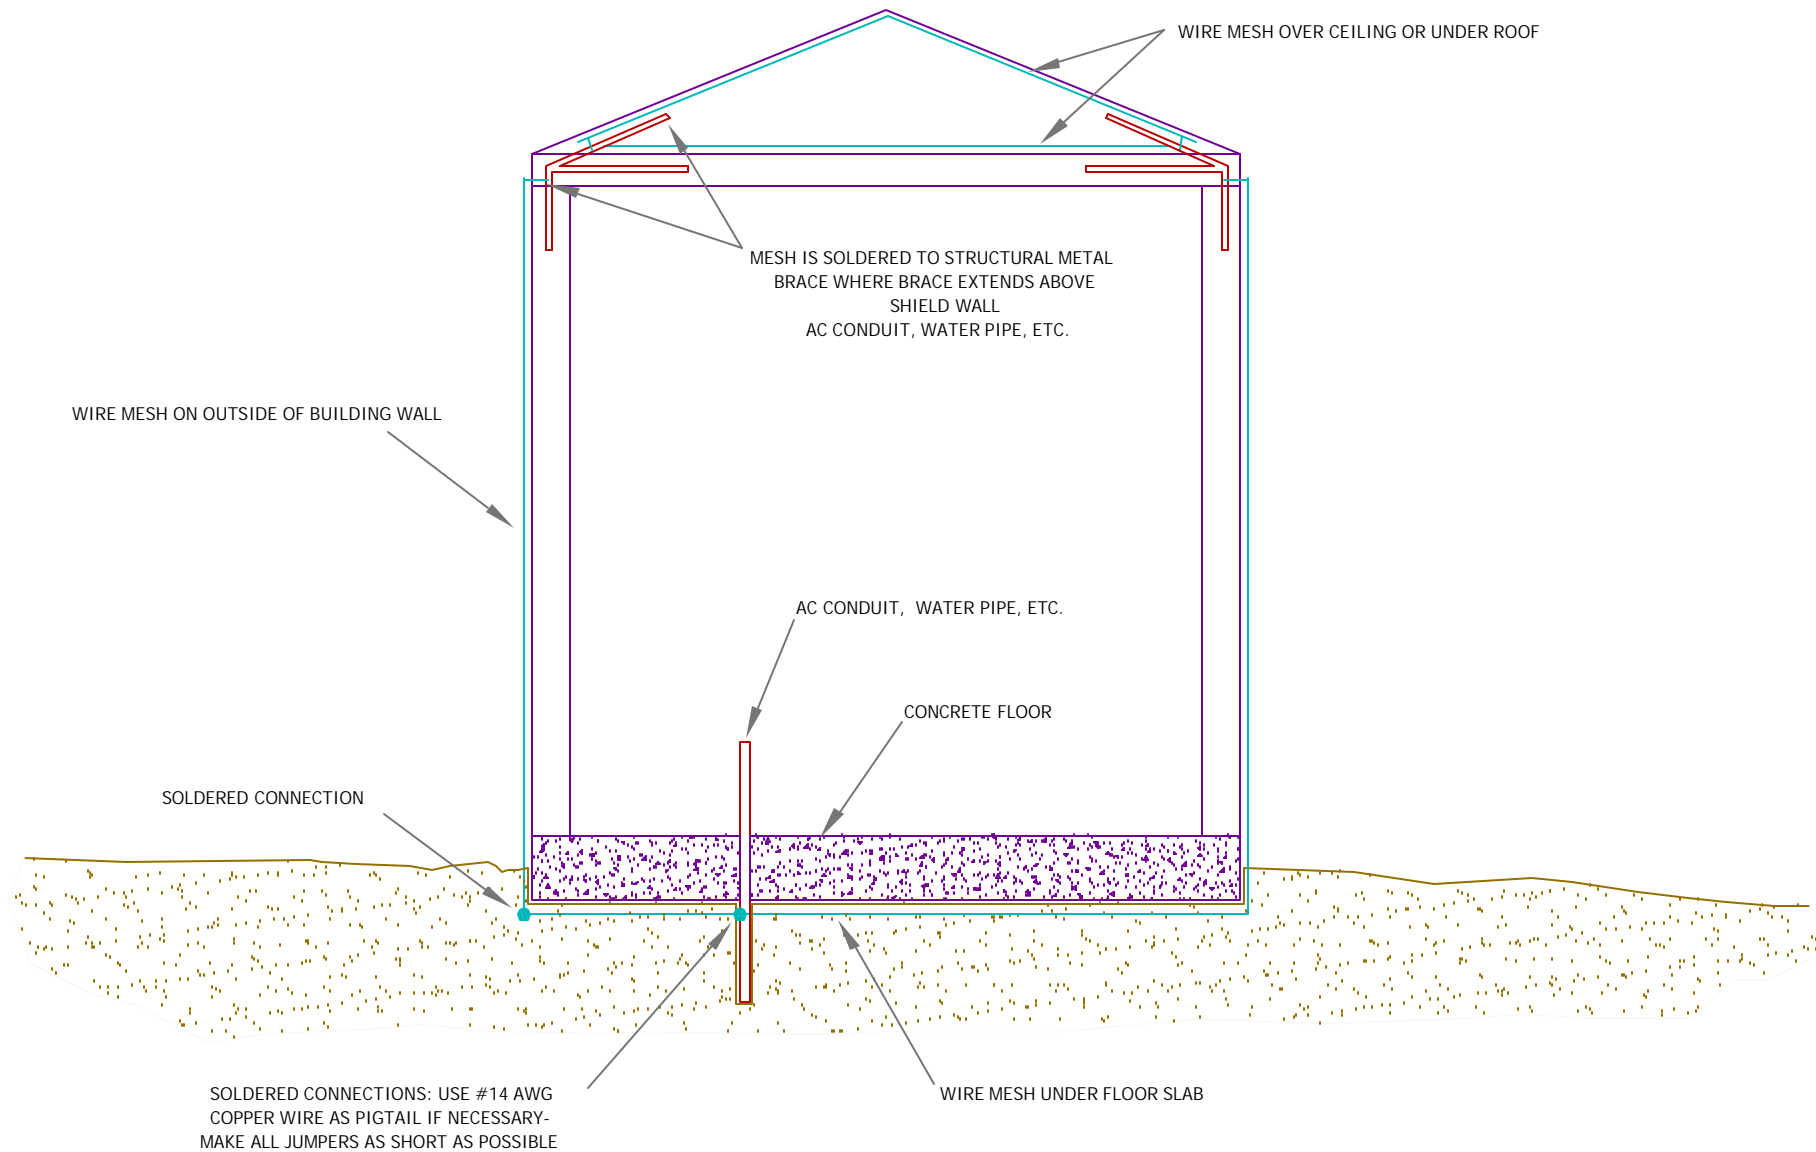 WIRE MESH OVER CEILING OR UNDER ROOF
MESH IS SOLDERED TO STRUCTURAL METAL
BRACE WHERE BRACE EXTENDS ABOVE
SHIELD WALL
AC CONDUIT, WATER PIPE, ETC.
WIRE MESH ON OUTSIDE OF BUILDING WALL
AC CONDUIT, WATER PIPE, ETC.
CONCRETE FLOOR
SOLDERED CONNECTION
SOLDERED CONNECTIONS: USE #14 AWG
COPPER WIRE AS PIGTAIL IF NECESSARY-
MAKE ALL JUMPERS AS SHORT AS POSSIBLE
WIRE MESH UNDER FLOOR SLAB